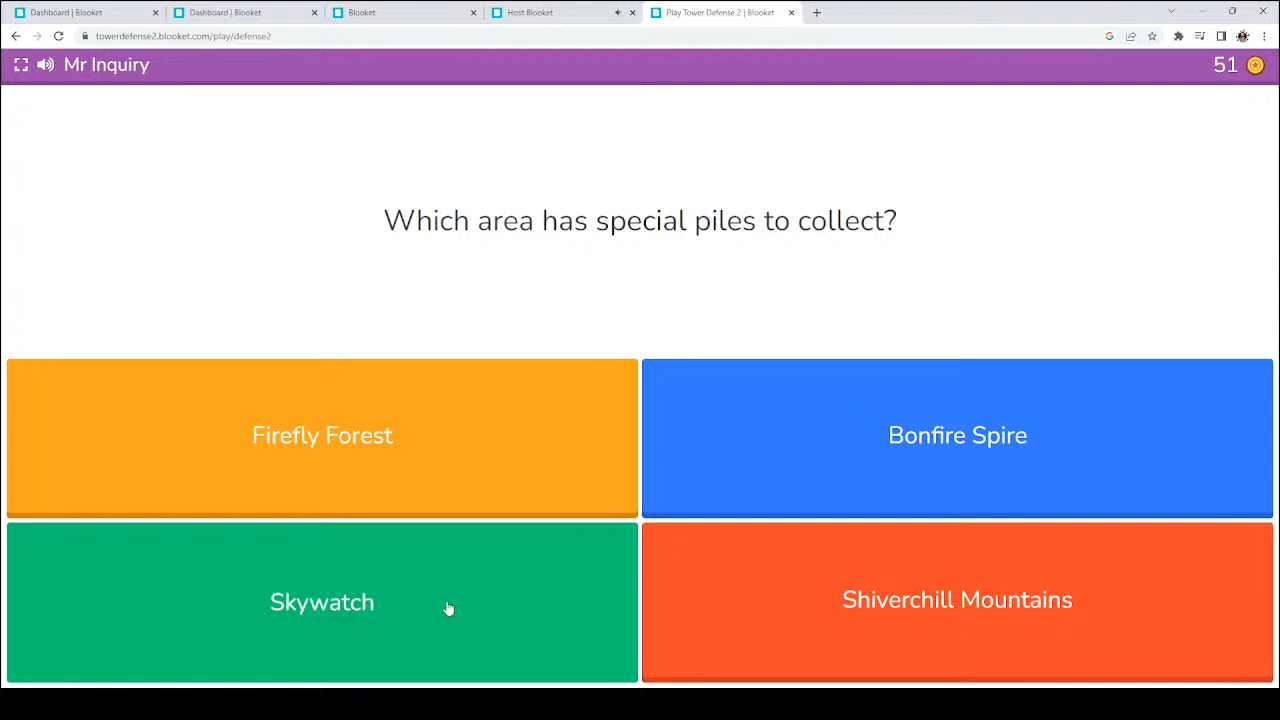 Dashboard | Blooket
Dashboard | Blooket
Blooket
Host Blooket
Play Tower Defense 2 | Blooket
towerdefense2.blooket.com/play/defense2
Mr Inquiry
51
Which area has special piles to collect?
Firefly Forest
Bonfire Spire
Skywatch
Shiverchill Mountains